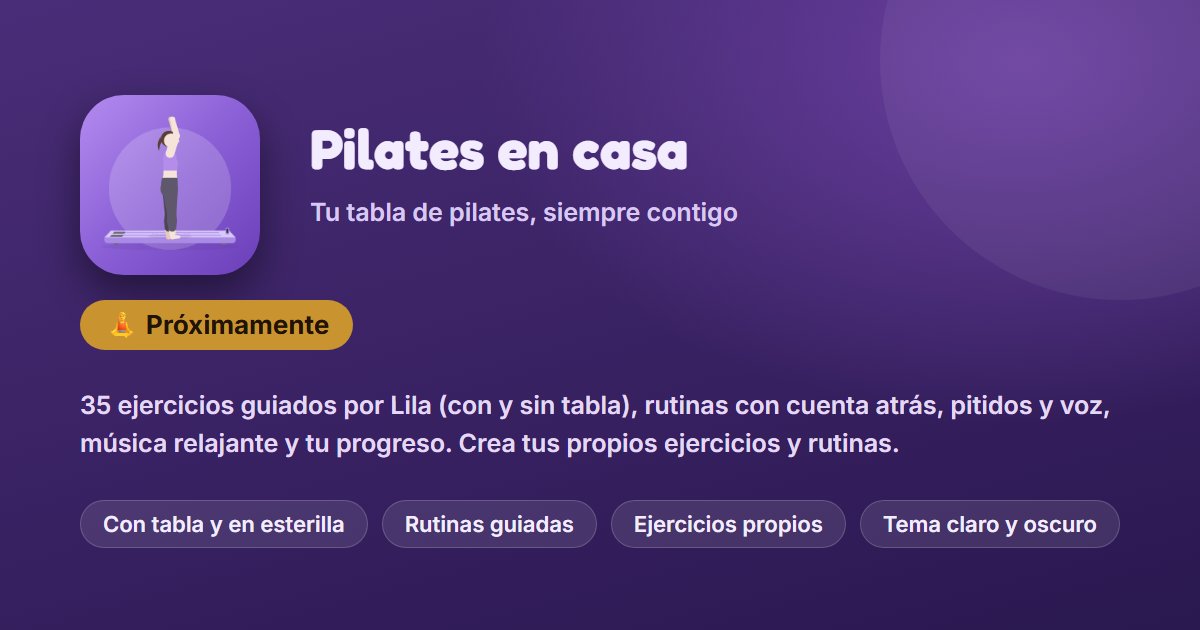 Pilates en casa
Tu tabla de pilates, siempre contigo
Próximamente
35 ejercicios guiados por Lila (con y sin tabla), rutinas con cuenta atrás, pitidos y voz,
música relajante y tu progreso. Crea tus propios ejercicios y rutinas.
Con tabla y en esterilla
Rutinas guiadas
Ejercicios propios
Tema claro y oscuro